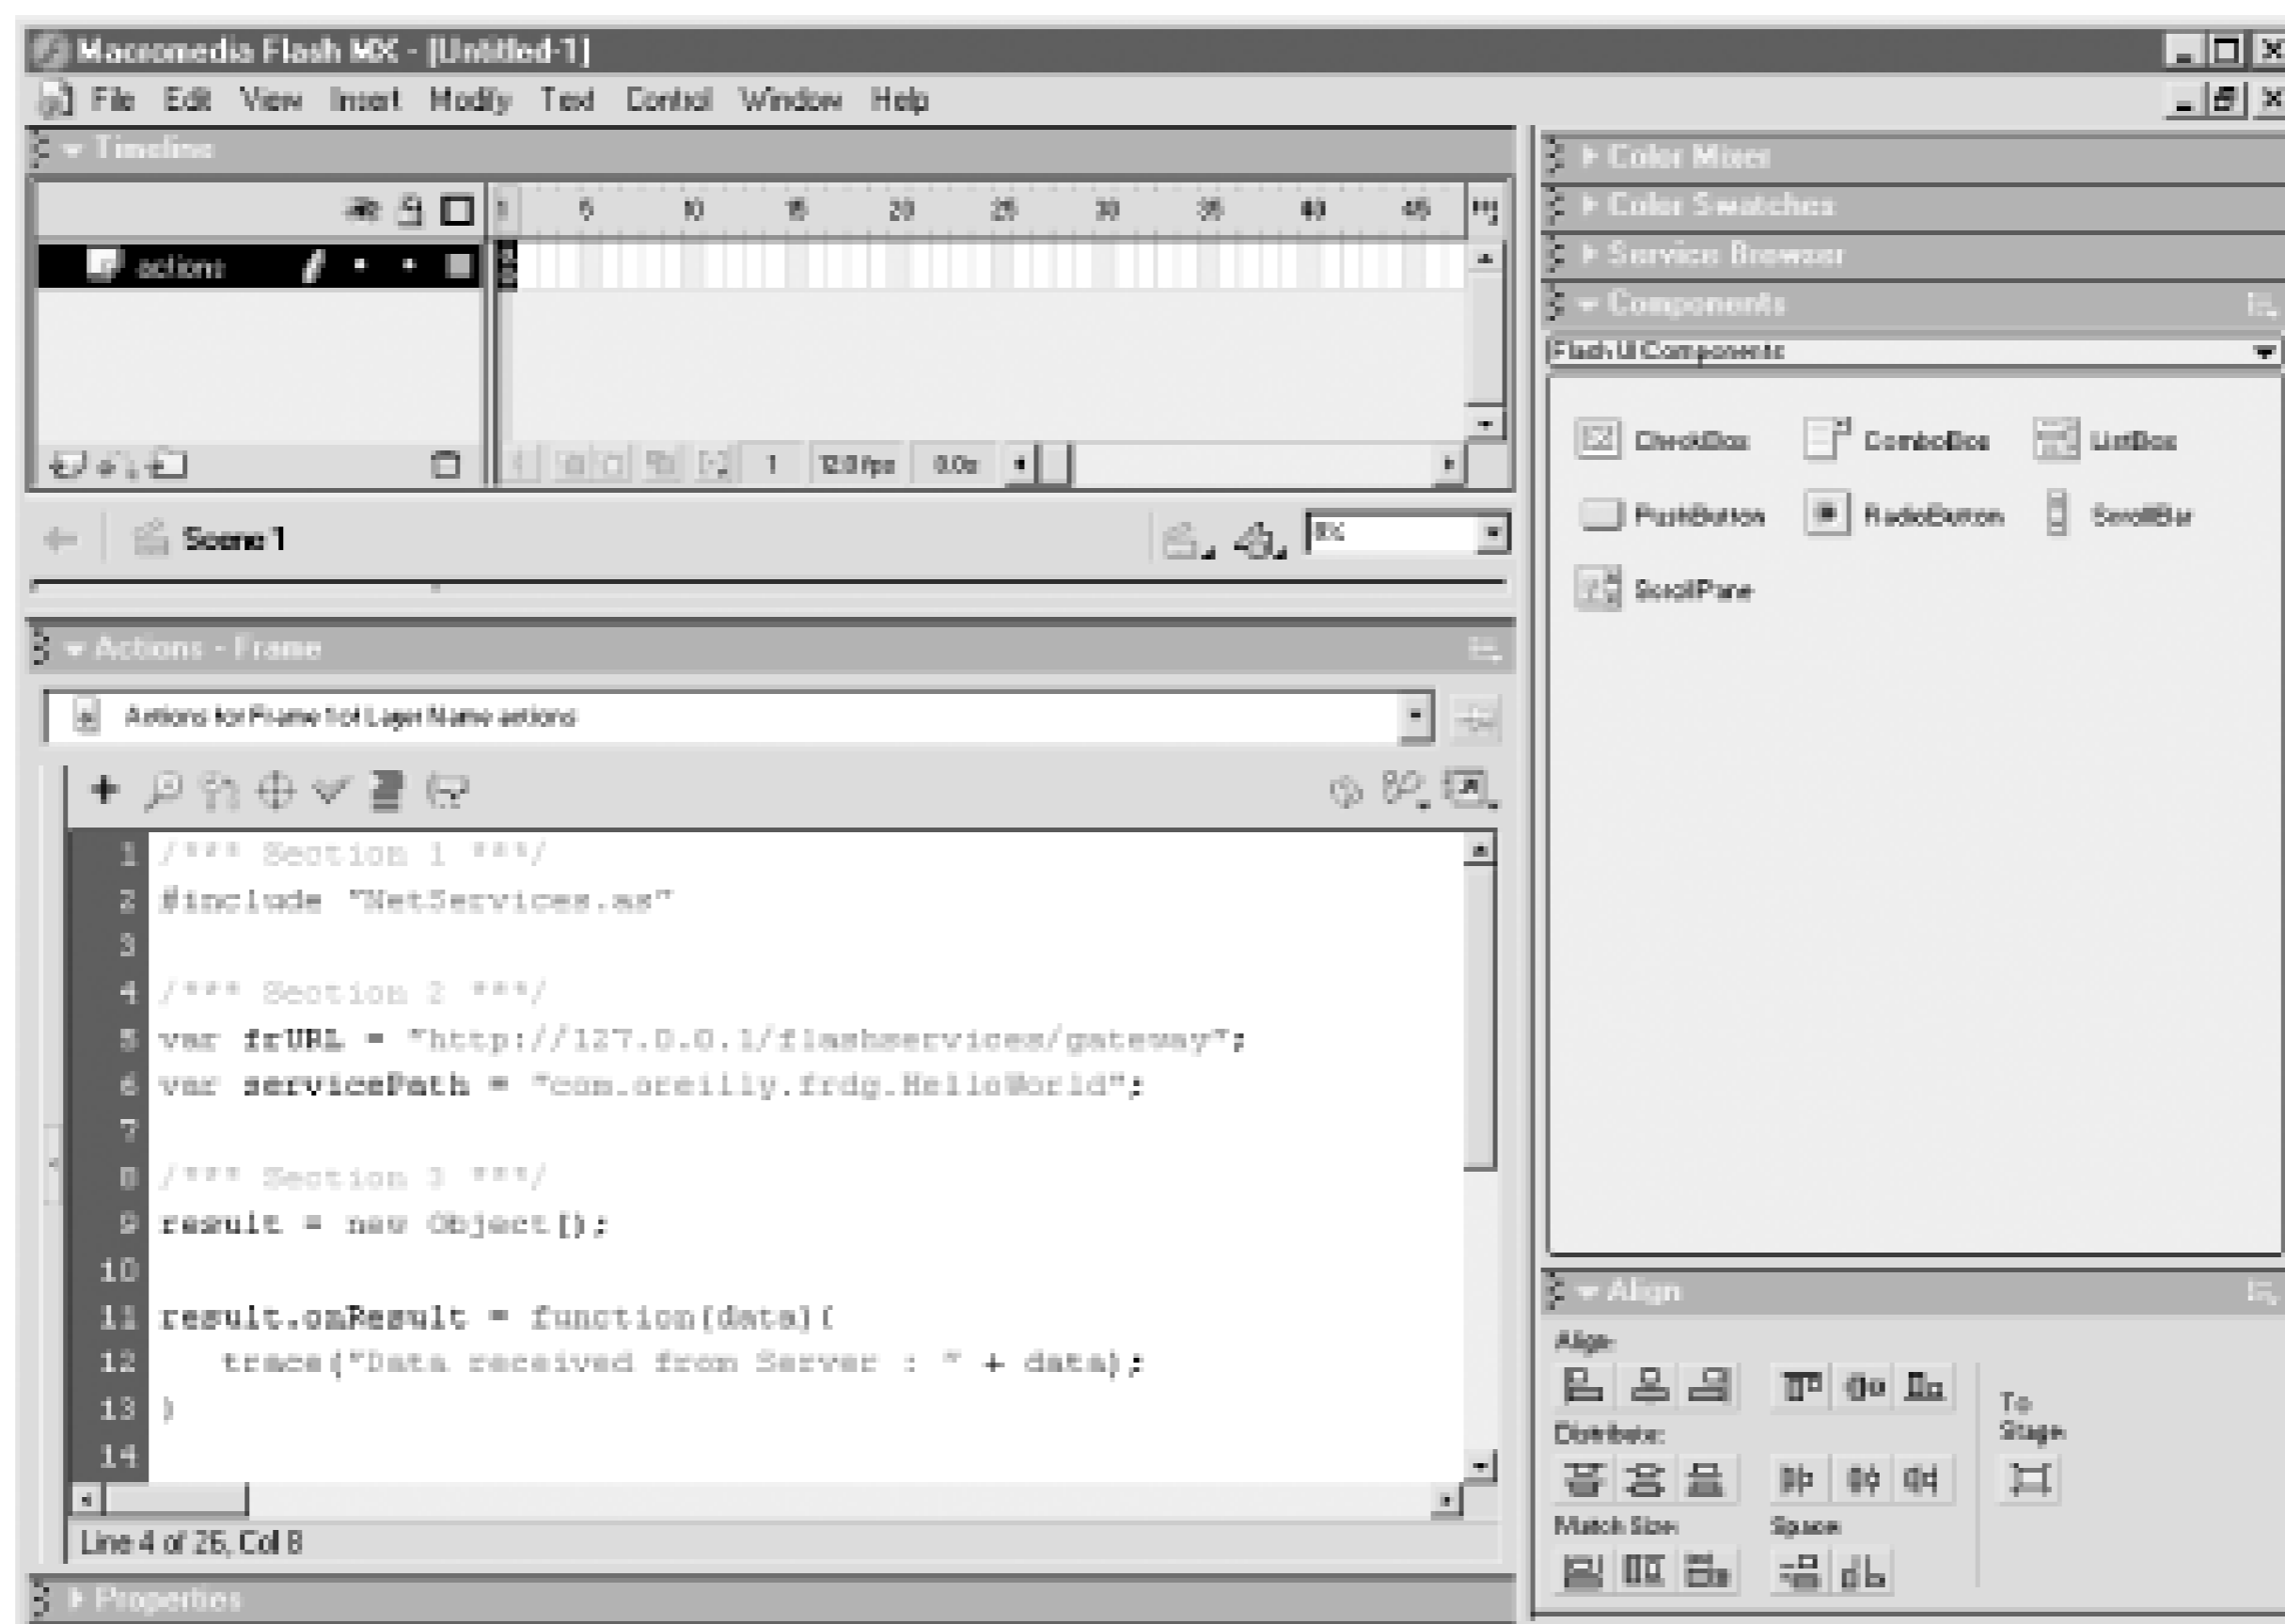 Macromedia Flash MX - [Untitled-1]
File Edit View Insert Modify Text Control Window Help
Timeline
1 5 10 15 20 25 30 35 40 45
actions
1 12.0 fps 0.0s
Scene 1
8%
Actions - Frame
Actions for Frame 1 of Layer Name actions
1 /*** Section 1 ***/
2 #include "NetServices.as"
3
4 /*** Section 2 ***/
5 var frURL = "http://127.0.0.1/flashservices/gateway";
6 var servicePath = "com.oreilly.frdg.HelloWorld";
7
8 /*** Section 3 ***/
9 result = new Object();
10
11 result.onResult = function(data){
12 trace("Data received from Server : " + data);
13 }
14
Line 4 of 26, Col 8
Properties
Color Mixer
Color Swatches
Service Browser
Components
Flash UI Components
CheckBox ComboBox ListBox
PushButton RadioButton ScrollBar
ScrollPane
Align
Align:
To
Stage:
Distribute:
Match Size: Space: